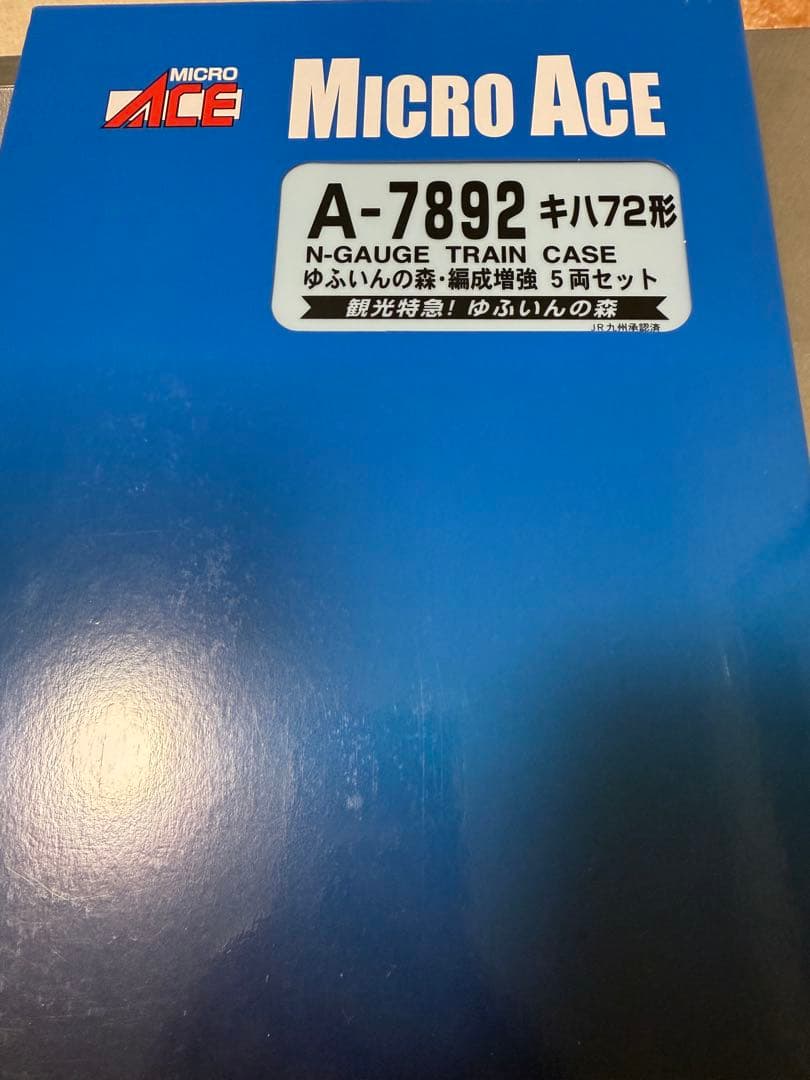 MICRO
ACE
MICRO ACE
A-7892 キハ72形
N-GAUGE TRAIN CASE
ゆふいんの森・編成増強 5両セット
観光特急! ゆふいんの森
JR九州承認済